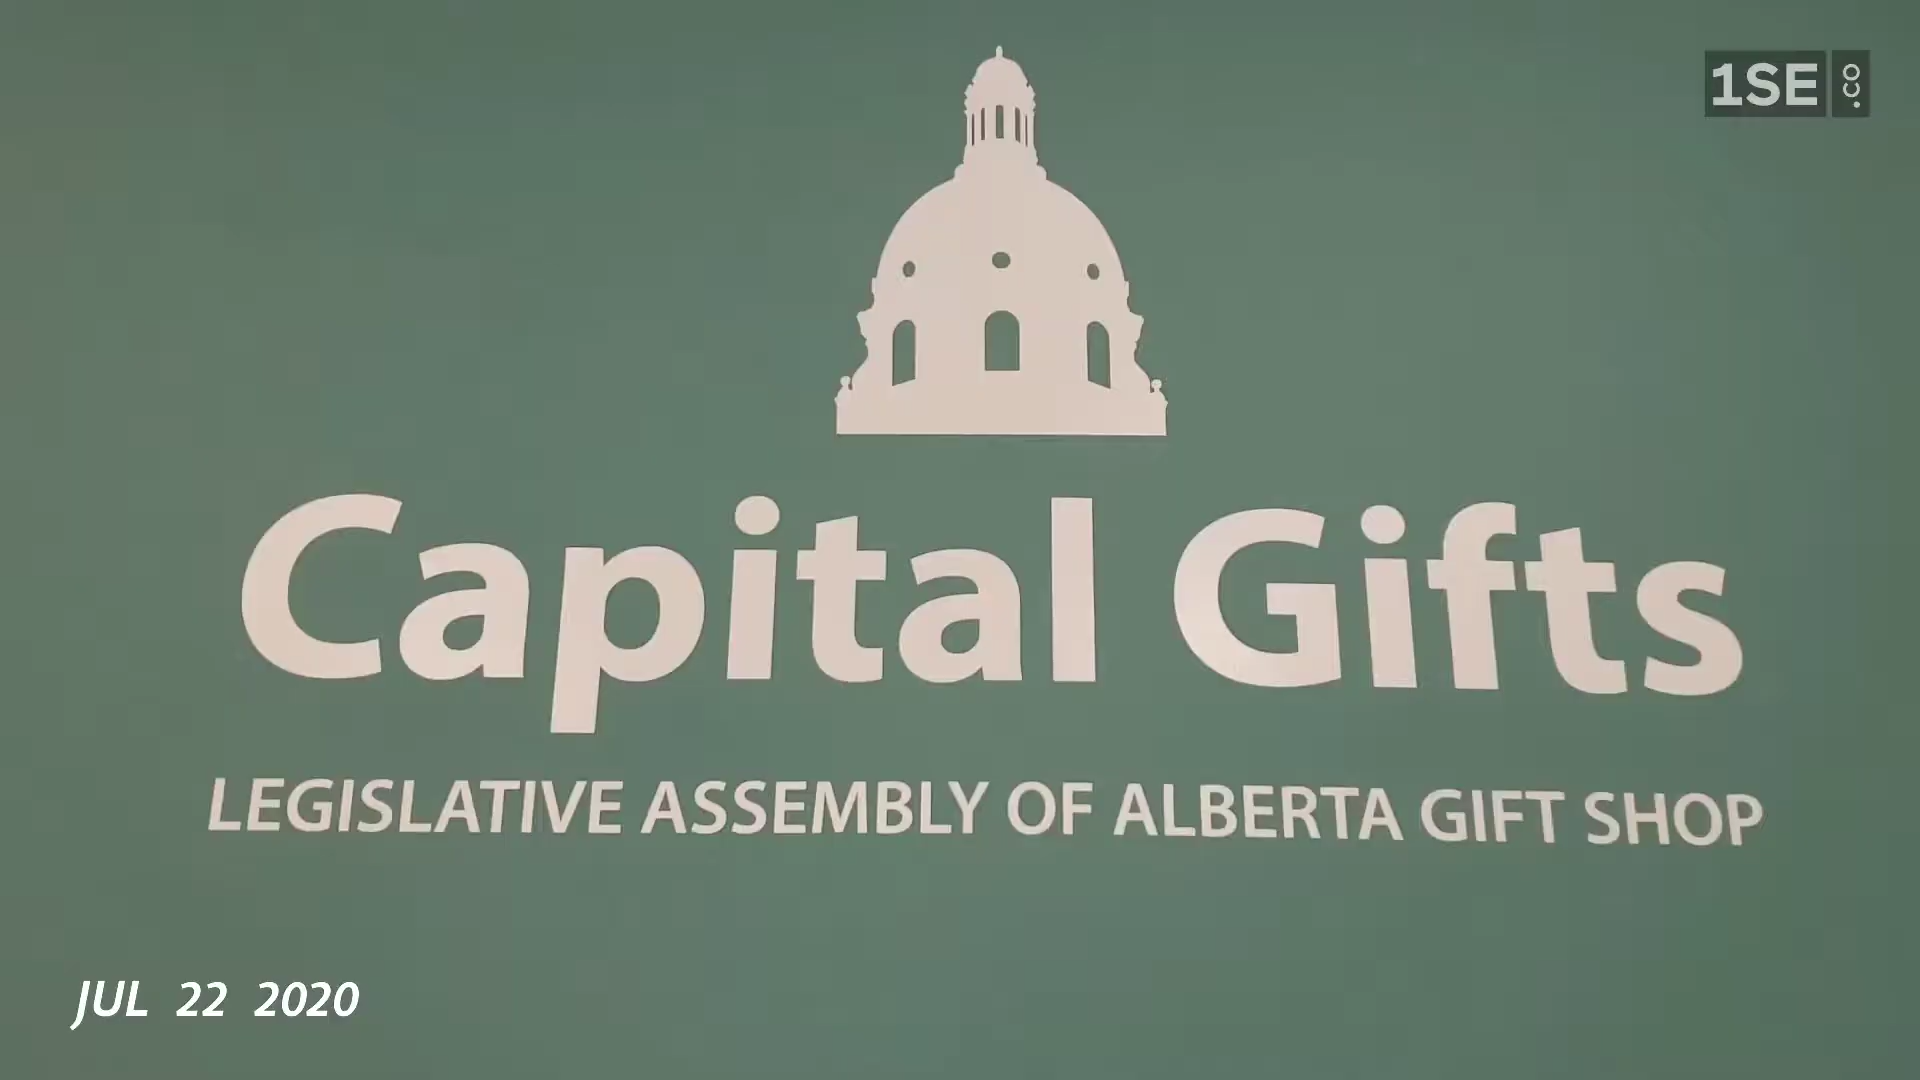 1SE.co
Capital Gifts
LEGISLATIVE ASSEMBLY OF ALBERTA GIFT SHOP
JUL 22 2020